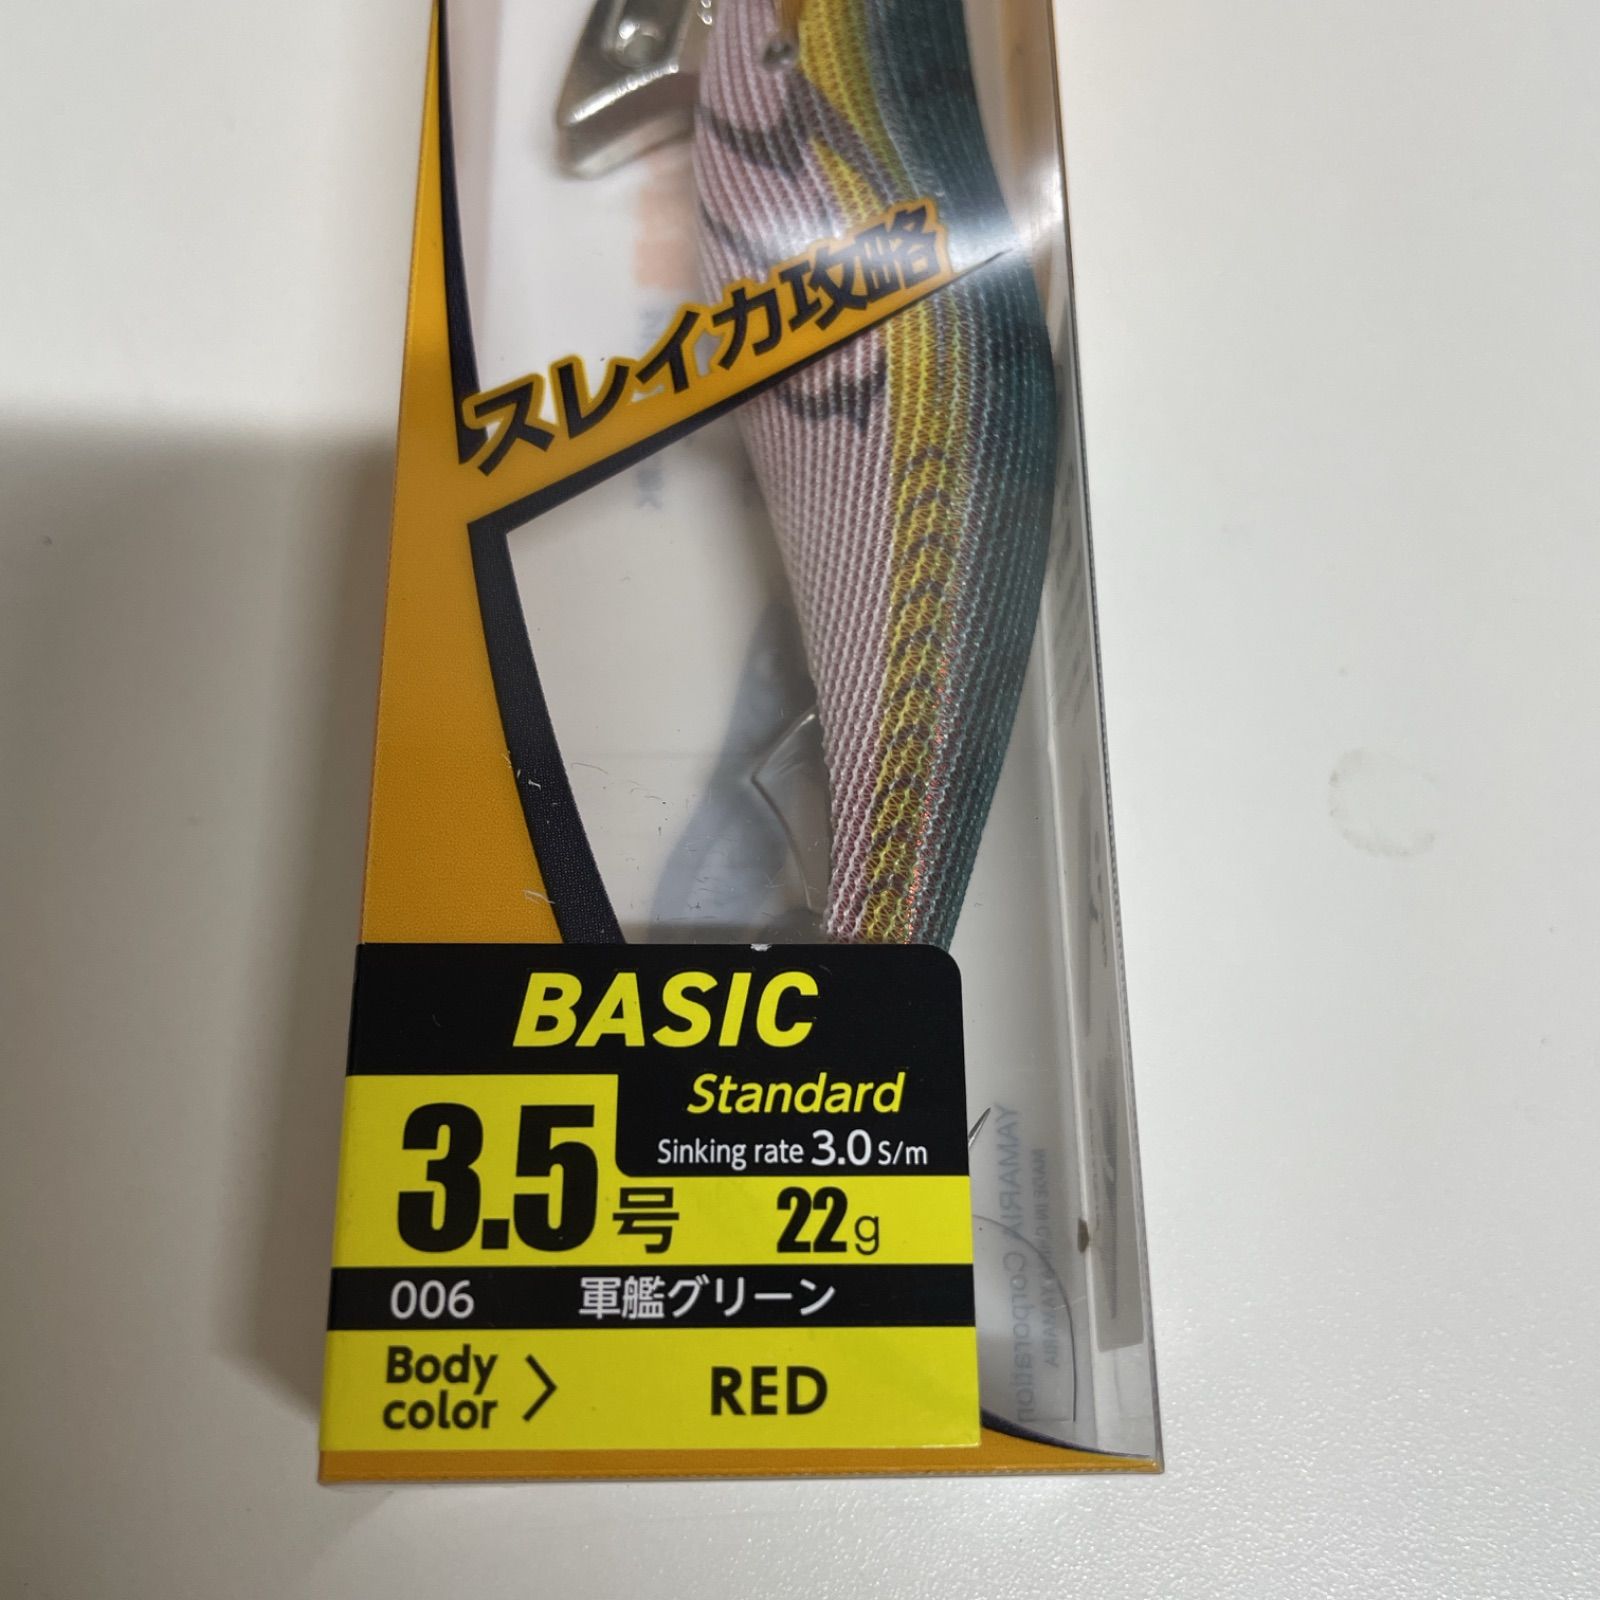 スレイカ攻略
BASIC
Standard
Sinking rate 3.0 S/m
3.5号
22g
006 軍艦グリーン
Body color > RED
YAMARIA Corporation